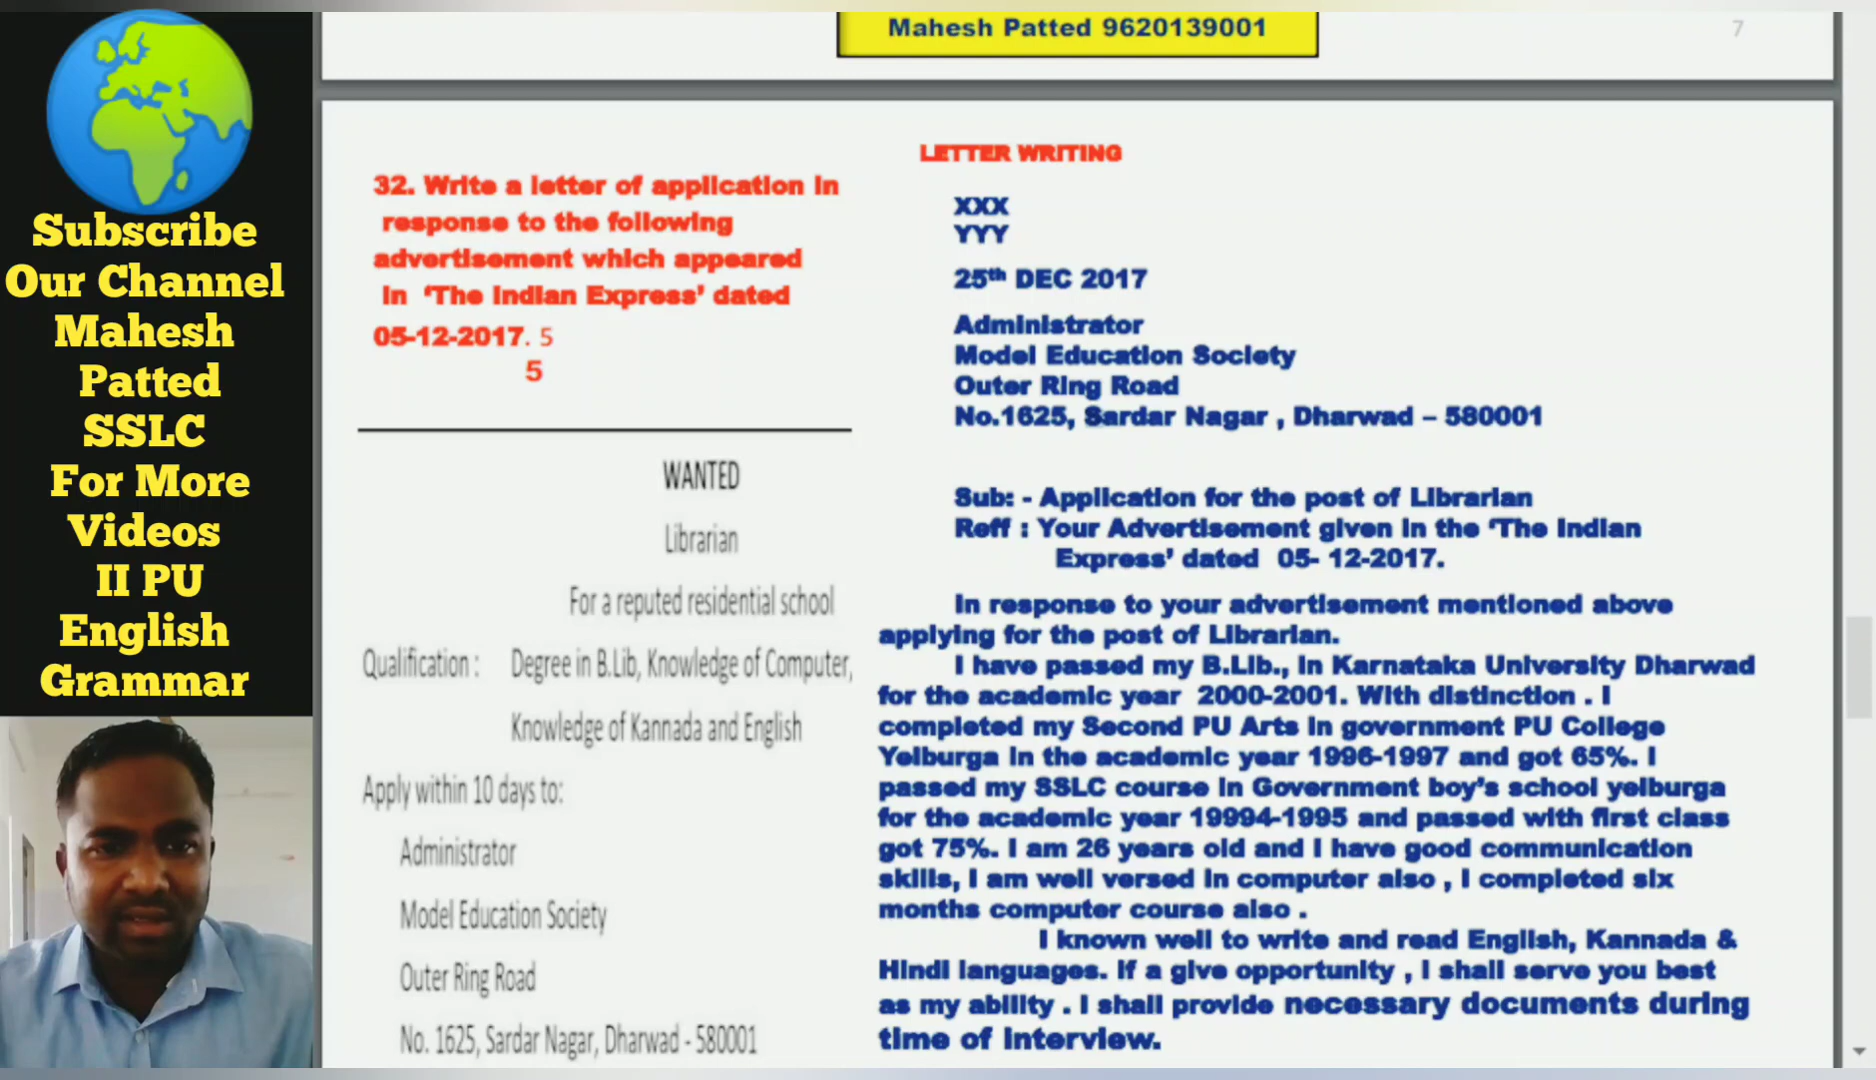 Mahesh Patted 9620139001
7
Subscribe
Our Channel
Mahesh
Patted
SSLC
For More
Videos
II PU
English
Grammar
32. Write a letter of application in
response to the following
advertisement which appeared
in ‘The Indian Express’ dated
05-12-2017. 5
5
WANTED
Librarian
For a reputed residential school
Qualification : Degree in B.Lib, Knowledge of Computer,
Knowledge of Kannada and English
Apply within 10 days to:
Administrator
Model Education Society
Outer Ring Road
No. 1625, Sardar Nagar, Dharwad - 580001
LETTER WRITING
XXX
YYY
25th DEC 2017
Administrator
Model Education Society
Outer Ring Road
No.1625, Sardar Nagar , Dharwad – 580001
Sub: - Application for the post of Librarian
Reff : Your Advertisement given in the ‘The Indian
Express’ dated 05- 12-2017.
In response to your advertisement mentioned above
applying for the post of Librarian.
I have passed my B.Lib., in Karnataka University Dharwad
for the academic year 2000-2001. With distinction . I
completed my Second PU Arts in government PU College
Yelburga in the academic year 1996-1997 and got 65%. I
passed my SSLC course in Government boy’s school yelburga
for the academic year 19994-1995 and passed with first class
got 75%. I am 26 years old and I have good communication
skills, I am well versed in computer also , I completed six
months computer course also .
I known well to write and read English, Kannada &
Hindi languages. If a give opportunity , I shall serve you best
as my ability . I shall provide necessary documents during
time of interview.